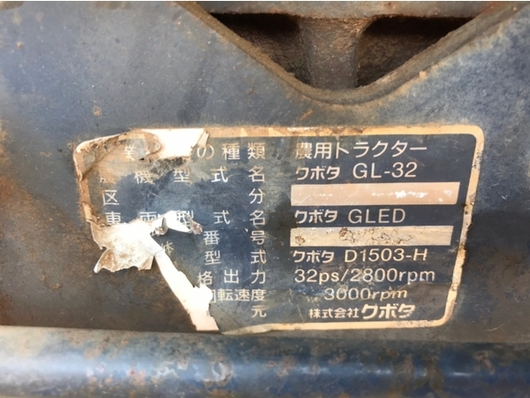 の種類 農用トラクター
機型式名 クボタ GL-32
区分
車両型式名 クボタ GLED
番号
型式 クボタ D1503-H
格出力 32ps/2800rpm
回転速度 3000rpm
元 株式会社クボタ